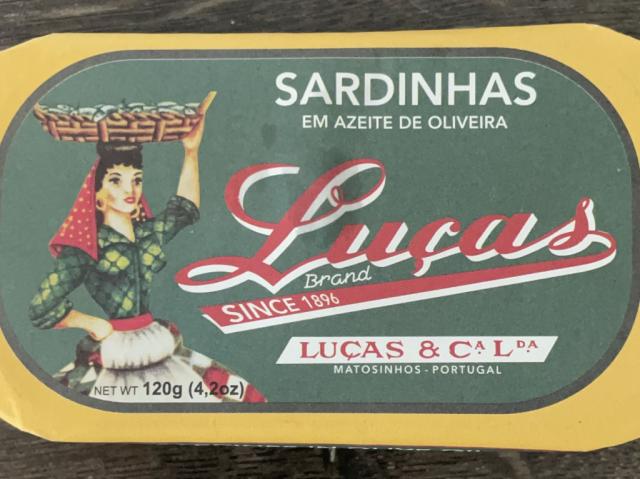 SARDINHAS
EM AZEITE DE OLIVEIRA
Luças
Brand
SINCE 1896
LUÇAS & Cᴬ. Lᴰᴬ.
MATOSINHOS - PORTUGAL
NET WT 120g (4,2oz)